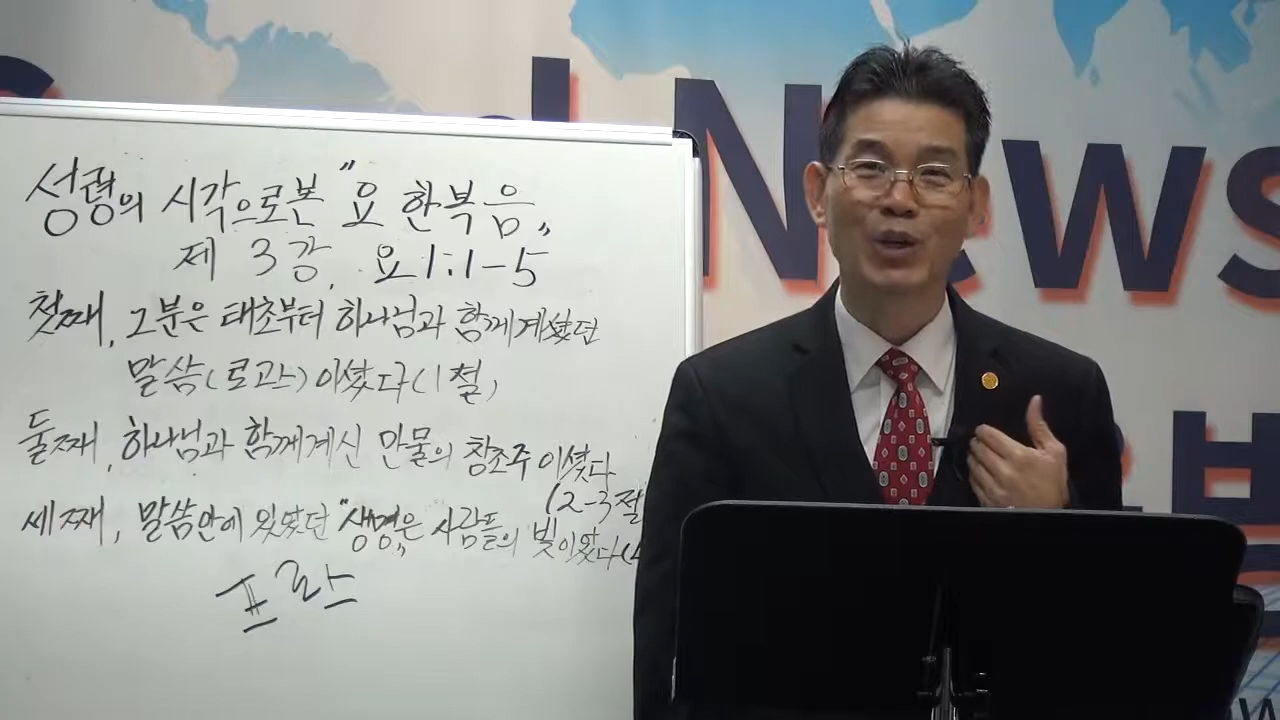 성령의 시각으로본 "요한복음"
제 3강, 요1:1-5
첫째, 그분은 태초부터 하나님과 함께계셨던
말씀(로고스)이셨다(1절)
둘째, 하나님과 함께계신 만물의 창조주이셨다
(2-3절
세째, 말씀안에 있었던 "생명"은 사람들의 빛이었다(4
프로스
News